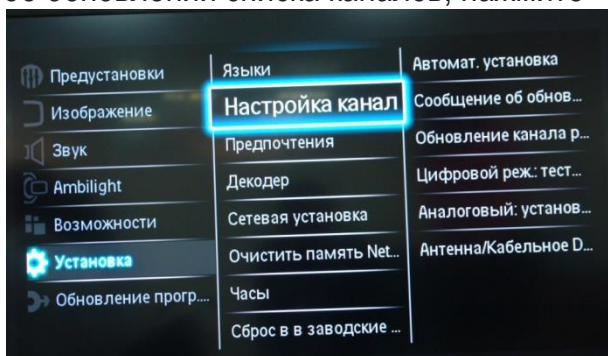 Предустановки
Изображение
Звук
Ambilight
Возможности
Установка
Обновление прогр....
Языки
Настройка канал
Предпочтения
Декодер
Сетевая установка
Очистить память Net...
Часы
Сброс в в заводские ...
Автомат. установка
Сообщение об обнов...
Обновление канала р...
Цифровой реж.: тест...
Аналоговый: установ...
Антенна/Кабельное D...